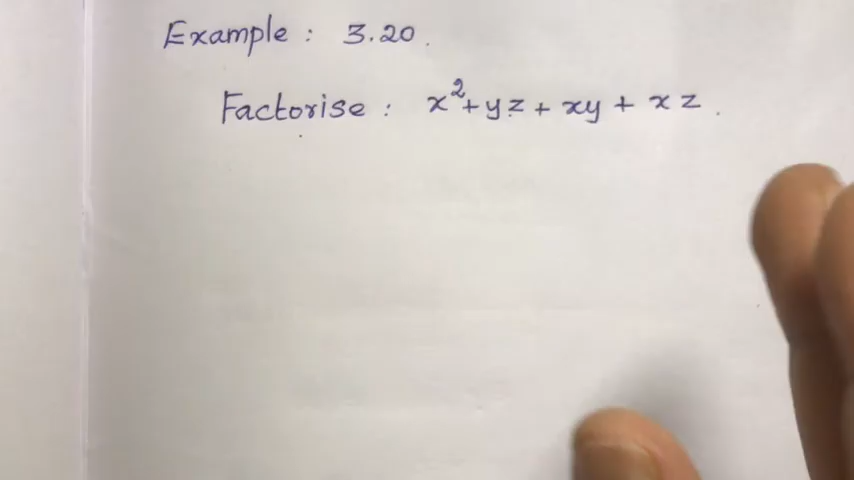 Example : 3.20.
Factorise : x²+yz+xy+xz.